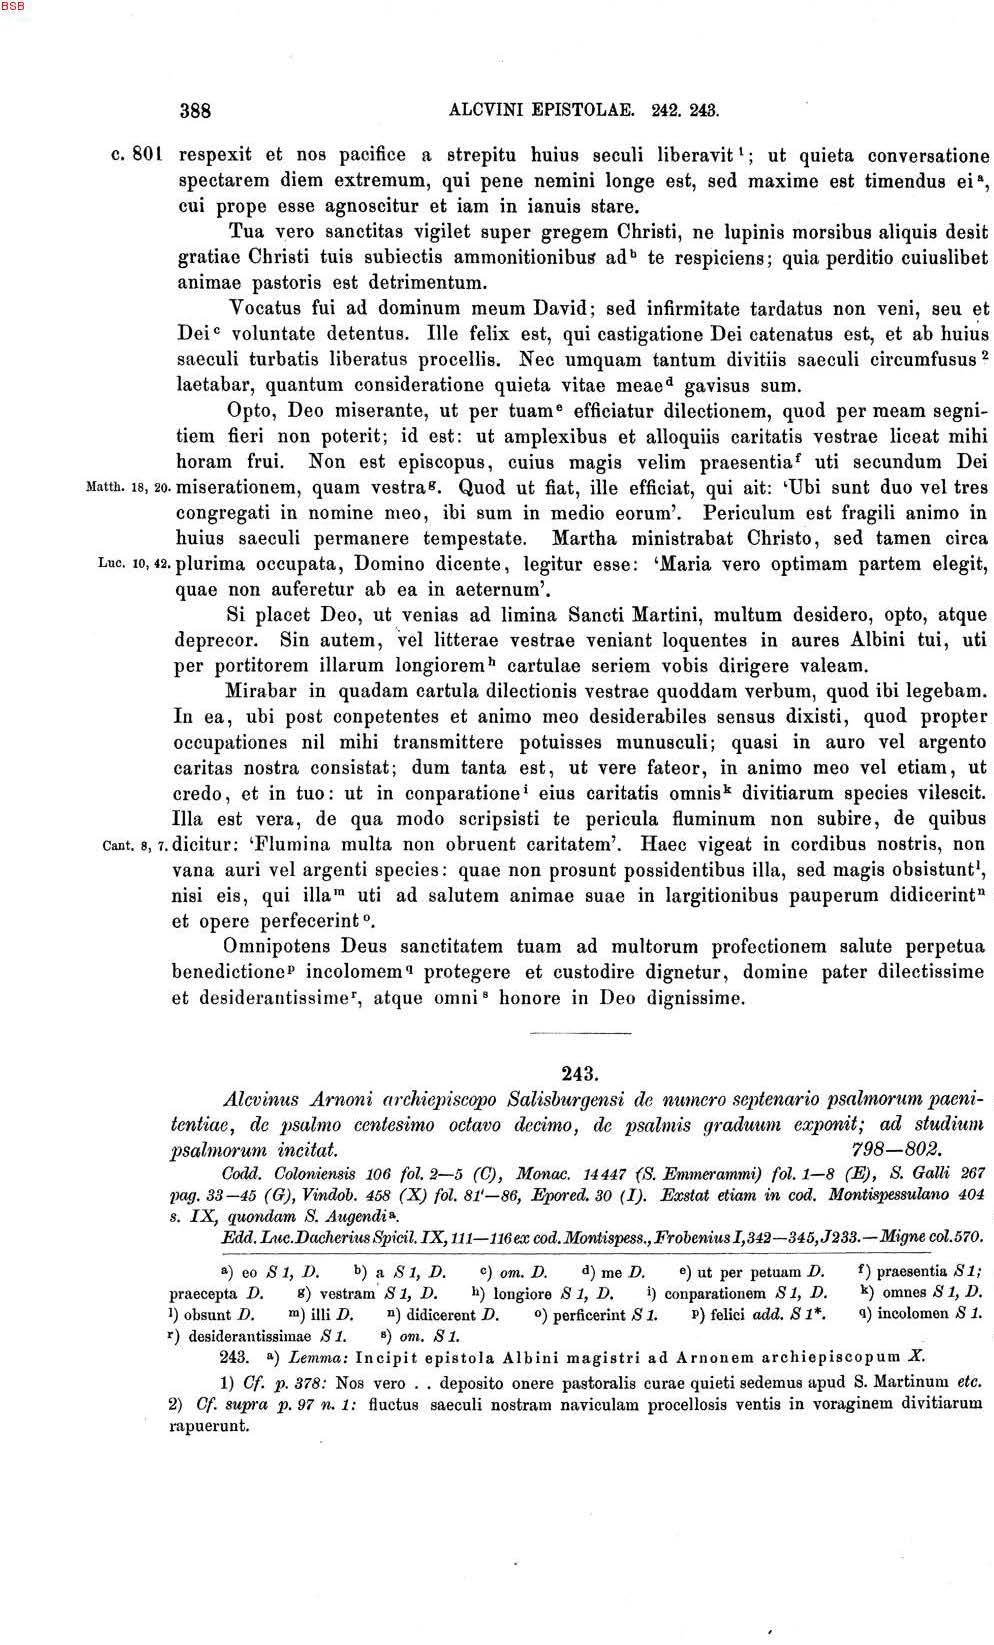 BSB
388 ALCVINI EPISTOLAE. 242. 243.
c. 801 respexit et nos pacifice a strepitu huius seculi liberavit ¹; ut quieta conversatione
spectarem diem extremum, qui pene nemini longe est, sed maxime est timendus ei ᵃ,
cui prope esse agnoscitur et iam in ianuis stare.
Tua vero sanctitas vigilet super gregem Christi, ne lupinis morsibus aliquis desit
gratiae Christi tuis subiectis ammonitionibus ad ᵇ te respiciens; quia perditio cuiuslibet
animae pastoris est detrimentum.
Vocatus fui ad dominum meum David; sed infirmitate tardatus non veni, seu et
Dei ᶜ voluntate detentus. Ille felix est, qui castigatione Dei catenatus est, et ab huius
saeculi turbatis liberatus procellis. Nec umquam tantum divitiis saeculi circumfusus ²
laetabar, quantum consideratione quieta vitae meae ᵈ gavisus sum.
Opto, Deo miserante, ut per tuam ᵉ efficiatur dilectionem, quod per meam segni-
tiem fieri non poterit; id est: ut amplexibus et alloquiis caritatis vestrae liceat mihi
horam frui. Non est episcopus, cuius magis velim praesentia ᶠ uti secundum Dei
Matth. 18, 20. miserationem, quam vestra ᵍ. Quod ut fiat, ille efficiat, qui ait: ‘Ubi sunt duo vel tres
congregati in nomine meo, ibi sum in medio eorum’. Periculum est fragili animo in
huius saeculi permanere tempestate. Martha ministrabat Christo, sed tamen circa
Luc. 10, 42. plurima occupata, Domino dicente, legitur esse: ‘Maria vero optimam partem elegit,
quae non auferetur ab ea in aeternum’.
Si placet Deo, ut venias ad limina Sancti Martini, multum desidero, opto, atque
deprecor. Sin autem, vel litterae vestrae veniant loquentes in aures Albini tui, uti
per portitorem illarum longiorem ʰ cartulae seriem vobis dirigere valeam.
Mirabar in quadam cartula dilectionis vestrae quoddam verbum, quod ibi legebam.
In ea, ubi post conpetentes et animo meo desiderabiles sensus dixisti, quod propter
occupationes nil mihi transmittere potuisses munusculi; quasi in auro vel argento
caritas nostra consistat; dum tanta est, ut vere fateor, in animo meo vel etiam, ut
credo, et in tuo: ut in conparatione ⁱ eius caritatis omnis ᵏ divitiarum species vilescit.
Illa est vera, de qua modo scripsisti te pericula fluminum non subire, de quibus
Cant. 8, 7. dicitur: ‘Flumina multa non obruent caritatem’. Haec vigeat in cordibus nostris, non
vana auri vel argenti species: quae non prosunt possidentibus illa, sed magis obsistunt ˡ,
nisi eis, qui illa ᵐ uti ad salutem animae suae in largitionibus pauperum didicerint ⁿ
et opere perfecerint ᵒ.
Omnipotens Deus sanctitatem tuam ad multorum profectionem salute perpetua
benedictione ᵖ incolomem q protegere et custodire dignetur, domine pater dilectissime
et desiderantissime ʳ, atque omni ˢ honore in Deo dignissime.
243.
Alcvinus Arnoni archiepiscopo Salisburgensi de numero septenario psalmorum paeni-
tentiae, de psalmo centesimo octavo decimo, de psalmis graduum exponit; ad studium
psalmorum incitat. 798—802.
Codd. Coloniensis 106 fol. 2—5 (C), Monac. 14447 (S. Emmerammi) fol. 1—8 (E), S. Galli 267
pag. 33—45 (G), Vindob. 458 (X) fol. 81'—86, Epored. 30 (I). Exstat etiam in cod. Montispessulano 404
s. IX, quondam S. Augendi ᵃ.
Edd. Luc. Dacherius Spicil. IX, 111—116 ex cod. Montispess., Frobenius I, 342—345, J 233. — Migne col. 570.
a) eo S 1, D. b) a S 1, D. c) om. D. d) me D. e) ut per petuam D. f) praesentia S 1;
praecepta D. g) vestram S 1, D. h) longiore S 1, D. i) conparationem S 1, D. k) omnes S 1, D.
l) obsunt D. m) illi D. n) didicerent D. o) perficerint S 1. p) felici add. S 1*. q) incolomen S 1.
r) desiderantissimae S 1. s) om. S 1.
243. a) Lemma: Incipit epistola Albini magistri ad Arnonem archiepiscopum X.
1) Cf. p. 378: Nos vero . . deposito onere pastoralis curae quieti sedemus apud S. Martinum etc.
2) Cf. supra p. 97 n. 1: fluctus saeculi nostram naviculam procellosis ventis in voraginem divitiarum
rapuerunt.